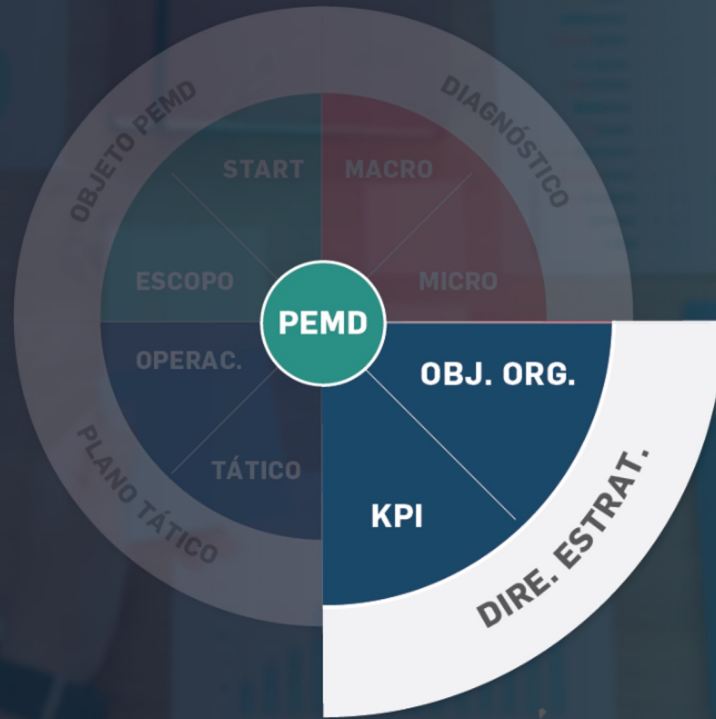 OBJETO PEMD
DIAGNÓSTICO
START
MACRO
ESCOPO
MICRO
PEMD
OPERAC.
OBJ. ORG.
TÁTICO
KPI
PLANO TÁTICO
DIRE. ESTRAT.